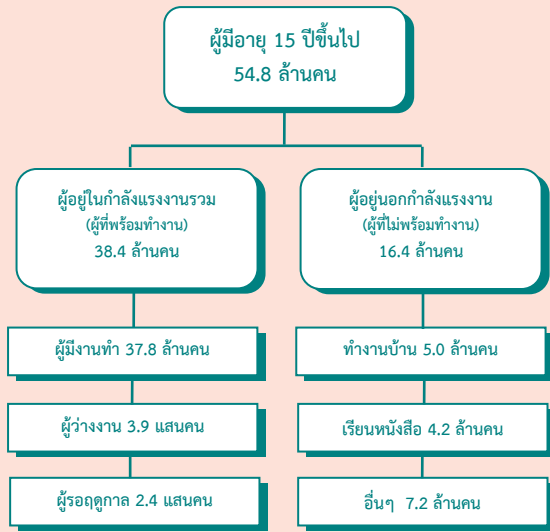 ผู้มีอายุ 15 ปีขึ้นไป
54.8 ล้านคน
ผู้อยู่ในกำลังแรงงานรวม
(ผู้ที่พร้อมทำงาน)
38.4 ล้านคน
ผู้อยู่นอกกำลังแรงงาน
(ผู้ที่ไม่พร้อมทำงาน)
16.4 ล้านคน
ผู้มีงานทำ 37.8 ล้านคน
ผู้ว่างงาน 3.9 แสนคน
ผู้รอฤดูกาล 2.4 แสนคน
ทำงานบ้าน 5.0 ล้านคน
เรียนหนังสือ 4.2 ล้านคน
อื่นๆ 7.2 ล้านคน